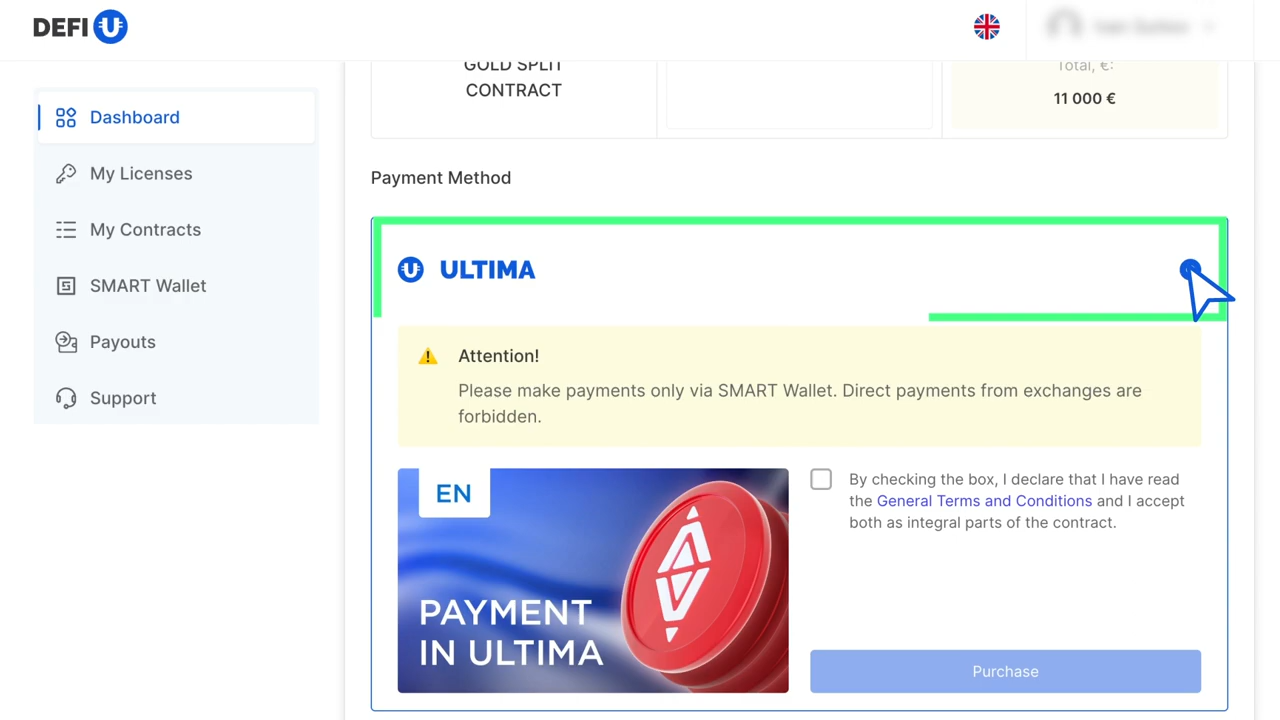 DEFI
Dashboard
My Licenses
My Contracts
SMART Wallet
Payouts
Support
GOLD SPLIT
CONTRACT
Total, €:
11 000 €
Payment Method
ULTIMA
Attention!
Please make payments only via SMART Wallet. Direct payments from exchanges are
forbidden.
EN
PAYMENT
IN ULTIMA
By checking the box, I declare that I have read
the General Terms and Conditions and I accept
both as integral parts of the contract.
Purchase